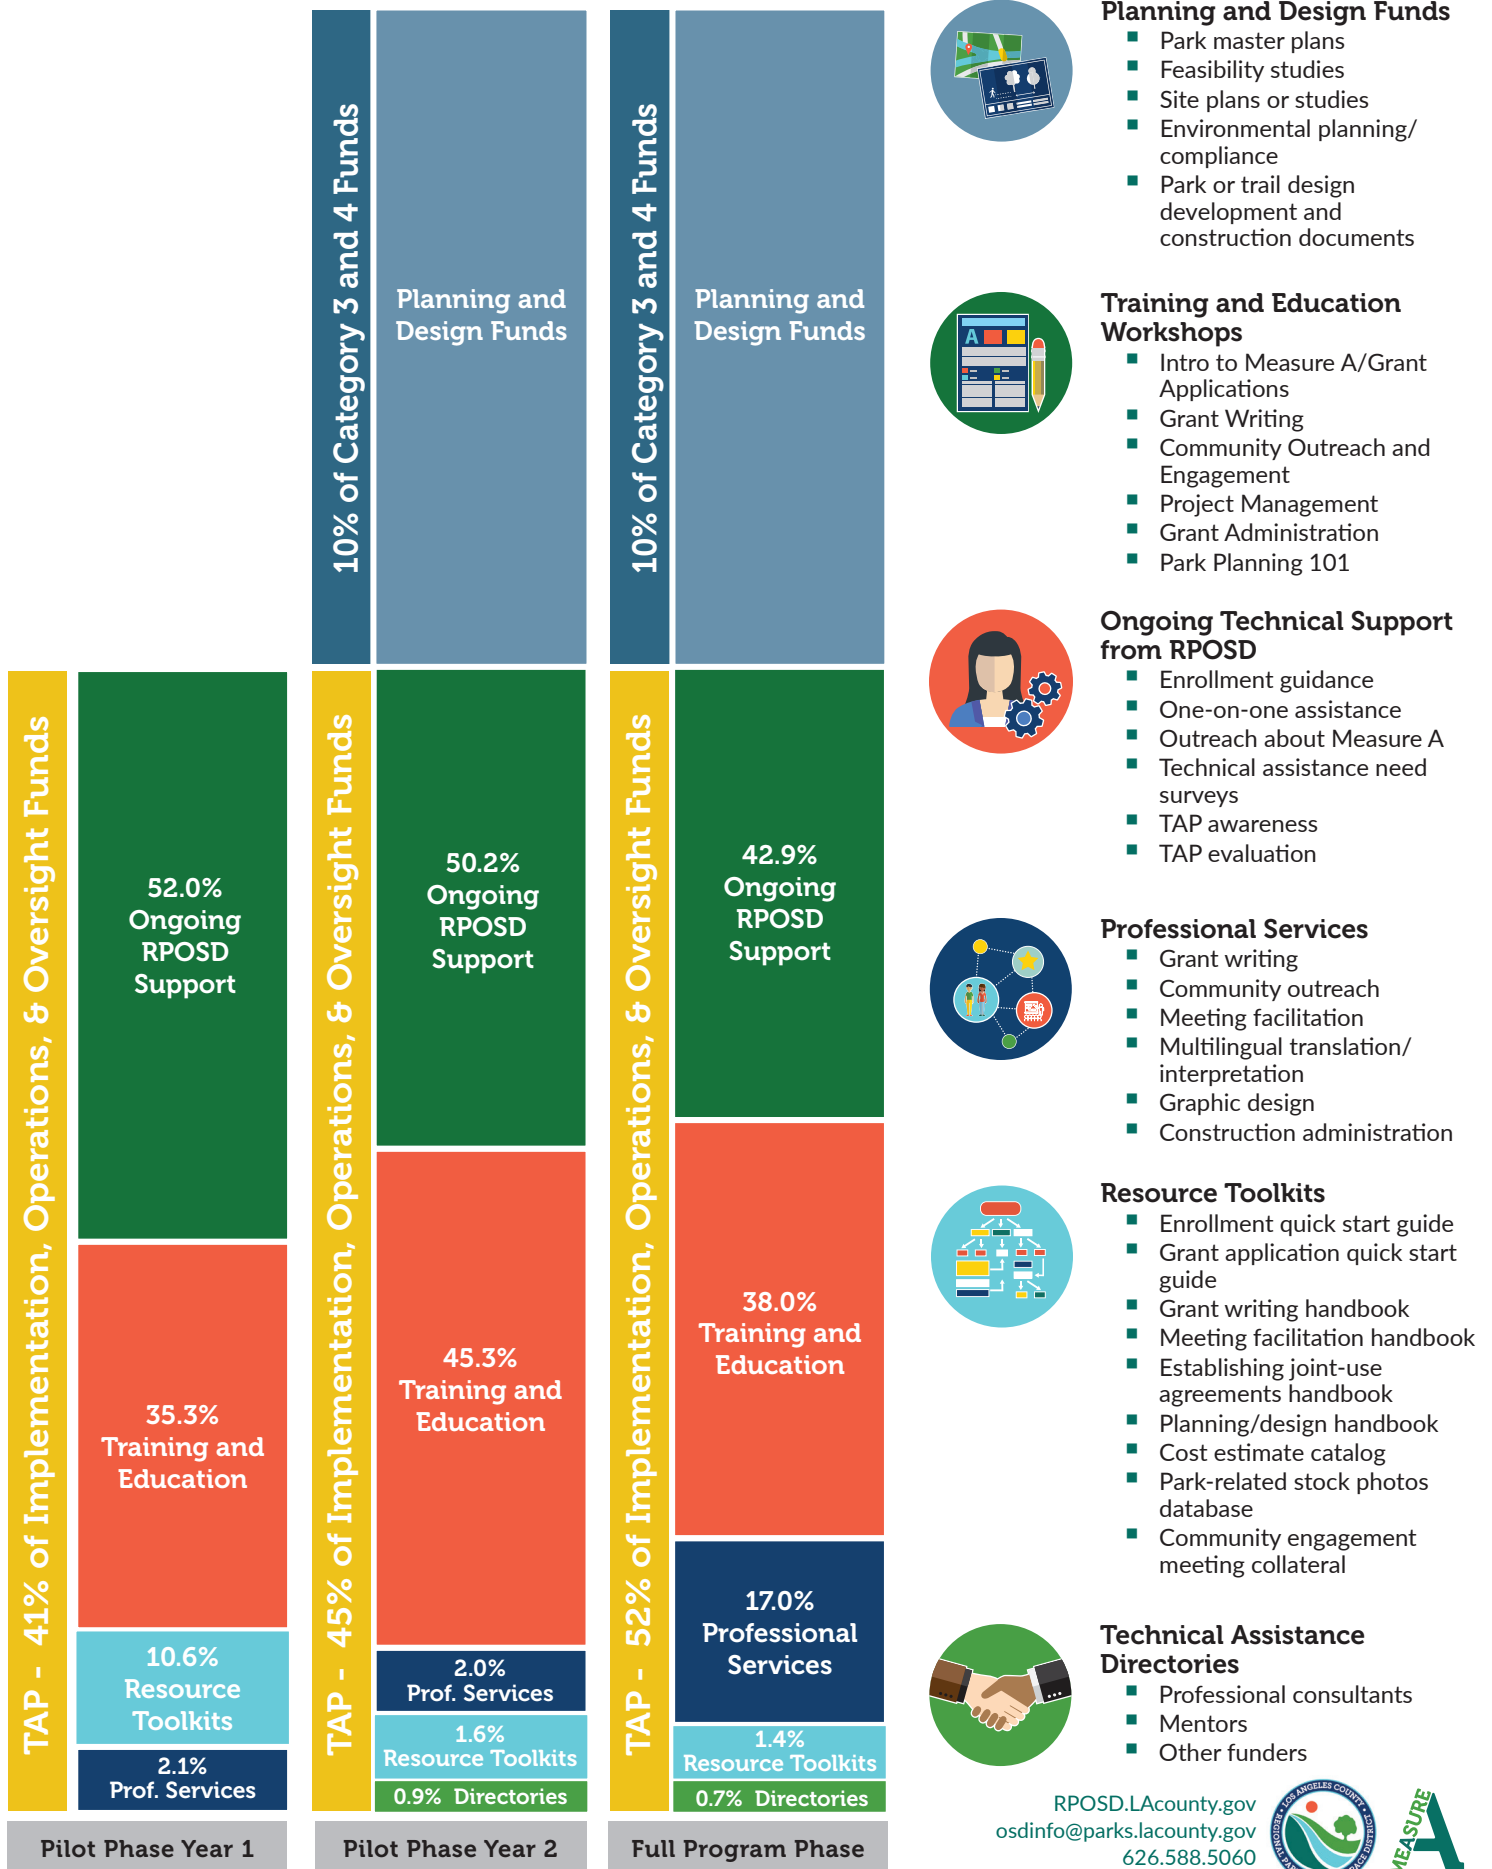 TAP - 41% of Implementation, Operations, & Oversight Funds
52.0%
Ongoing
RPOSD
Support
35.3%
Training and
Education
10.6%
Resource
Toolkits
2.1%
Prof. Services
Pilot Phase Year 1
10% of Category 3 and 4 Funds
Planning and
Design Funds
TAP - 45% of Implementation, Operations, & Oversight Funds
50.2%
Ongoing
RPOSD
Support
45.3%
Training and
Education
2.0%
Prof. Services
1.6%
Resource Toolkits
0.9% Directories
Pilot Phase Year 2
10% of Category 3 and 4 Funds
Planning and
Design Funds
TAP - 52% of Implementation, Operations, & Oversight Funds
42.9%
Ongoing
RPOSD
Support
38.0%
Training and
Education
17.0%
Professional
Services
1.4%
Resource Toolkits
0.7% Directories
Full Program Phase
Planning and Design Funds
Park master plans
Feasibility studies
Site plans or studies
Environmental planning/
compliance
Park or trail design
development and
construction documents
A
Training and Education
Workshops
Intro to Measure A/Grant
Applications
Grant Writing
Community Outreach and
Engagement
Project Management
Grant Administration
Park Planning 101
Ongoing Technical Support
from RPOSD
Enrollment guidance
One-on-one assistance
Outreach about Measure A
Technical assistance need
surveys
TAP awareness
TAP evaluation
Professional Services
Grant writing
Community outreach
Meeting facilitation
Multilingual translation/
interpretation
Graphic design
Construction administration
Resource Toolkits
Enrollment quick start guide
Grant application quick start
guide
Grant writing handbook
Meeting facilitation handbook
Establishing joint-use
agreements handbook
Planning/design handbook
Cost estimate catalog
Park-related stock photos
database
Community engagement
meeting collateral
Technical Assistance
Directories
Professional consultants
Mentors
Other funders
RPOSD.LAcounty.gov
osdinfo@parks.lacounty.gov
626.588.5060
LOS ANGELES COUNTY
REGIONAL
DISTRICT
MEASURE
A